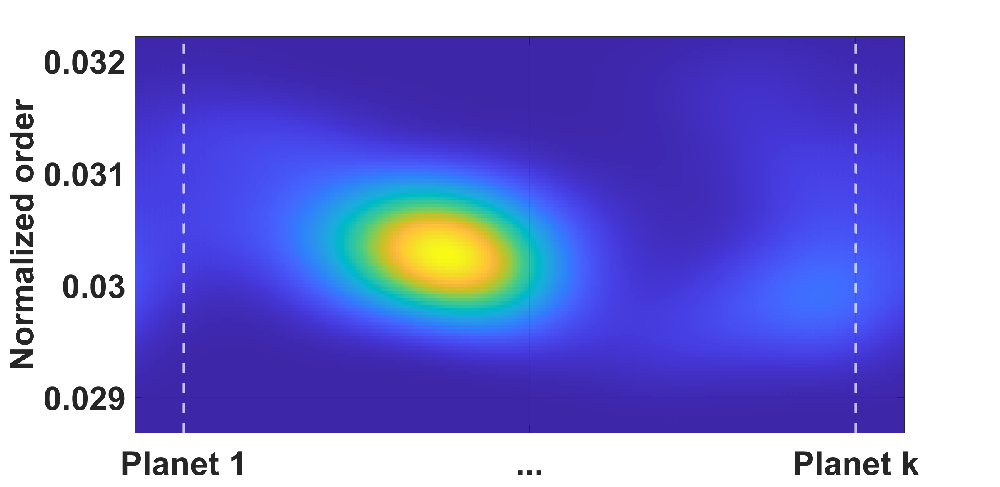 Normalized order
0.032
0.031
0.03
0.029
Planet 1
...
Planet k